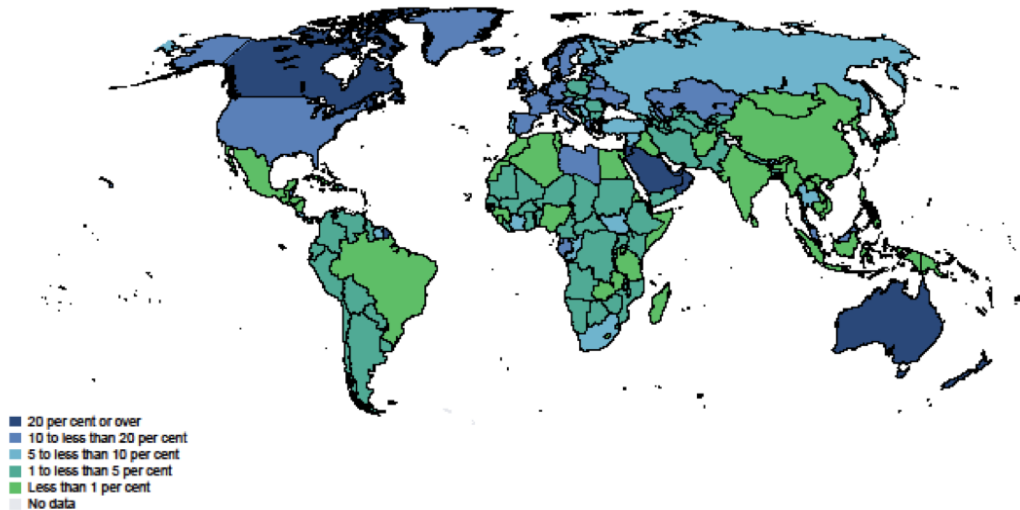 20 per cent or over
10 to less than 20 per cent
5 to less than 10 per cent
1 to less than 5 per cent
Less than 1 per cent
No data